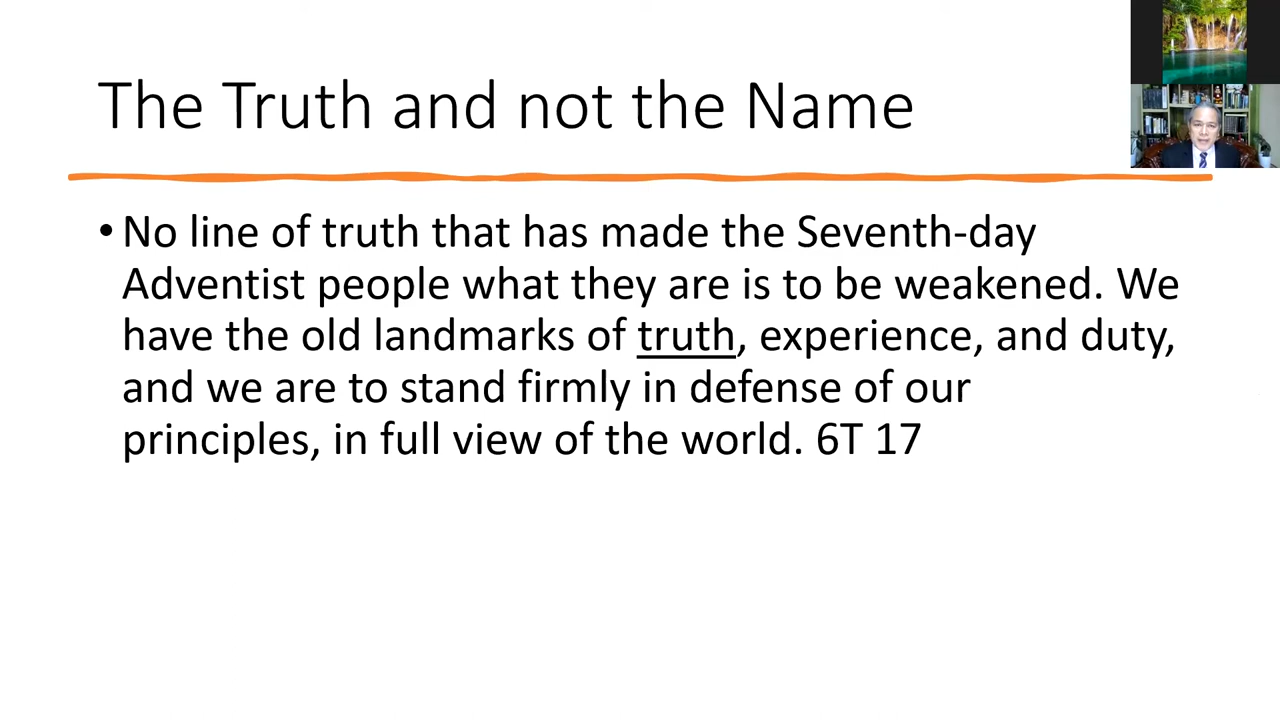 The Truth and not the Name
• No line of truth that has made the Seventh-day
Adventist people what they are is to be weakened. We
have the old landmarks of truth, experience, and duty,
and we are to stand firmly in defense of our
principles, in full view of the world. 6T 17